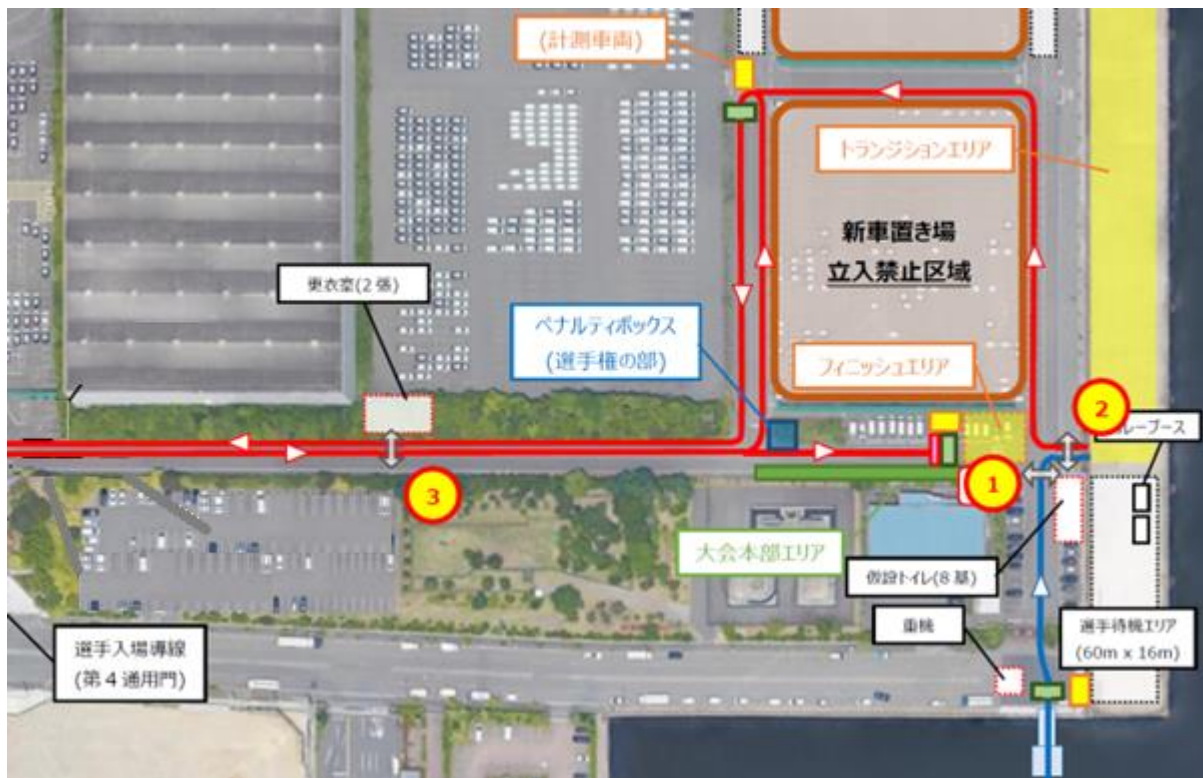 (計測車両)
トランジションエリア
新車置き場
立入禁止区域
更衣室(2張)
ペナルティボックス
(選手権の部)
フィニッシュエリア
2
レーブース
3
1
大会本部エリア
仮設トイレ(8基)
重機
選手待機エリア
(60m x 16m)
選手入場導線
(第4通用門)